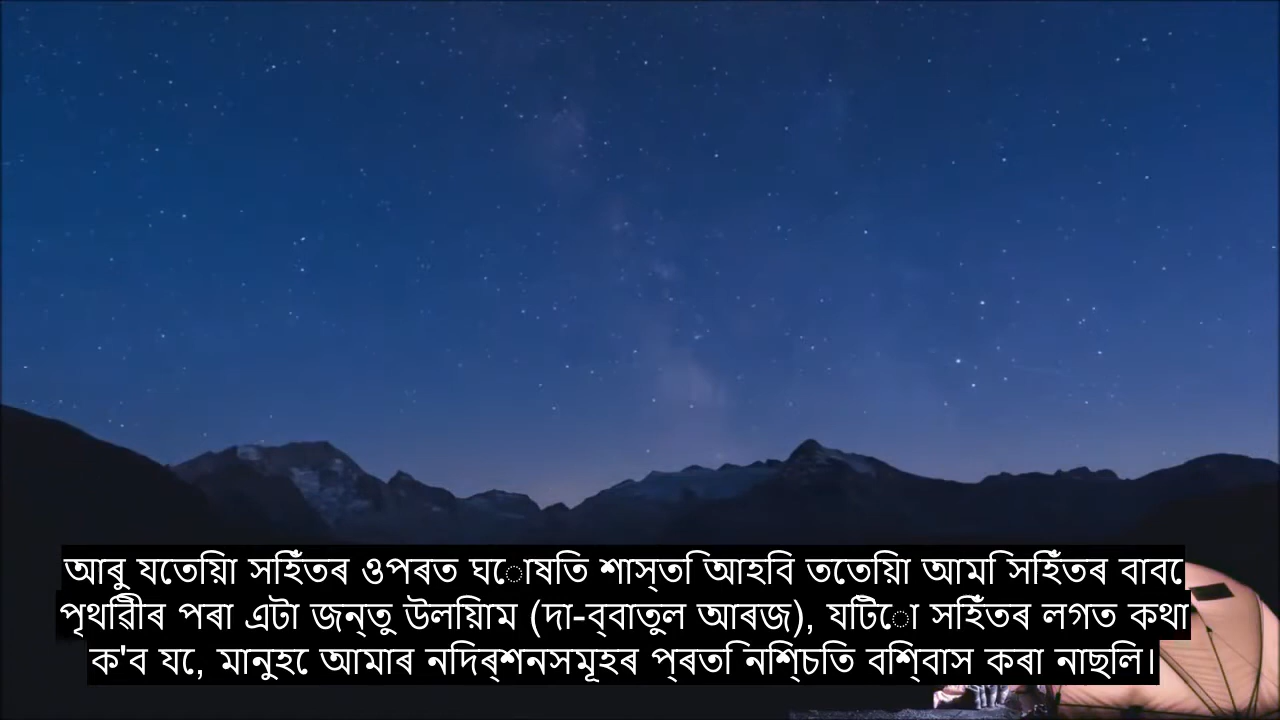 আৰু যেতিয়া সিহঁতৰ ওপৰত ঘোষিত শাস্তি আহিব তেতিয়া আমি সিহঁতৰ বাবে
পৃথিৱীৰ পৰা এটা জন্তু উলিয়াম (দা-ব্বাতুল আৰজ), যিটোৱে সিহঁতৰ লগত কথা
ক'ব যে, মানুহে আমাৰ নিদৰ্শনসমূহৰ প্ৰতি নিশ্চিত বিশ্বাস কৰা নাছিল।